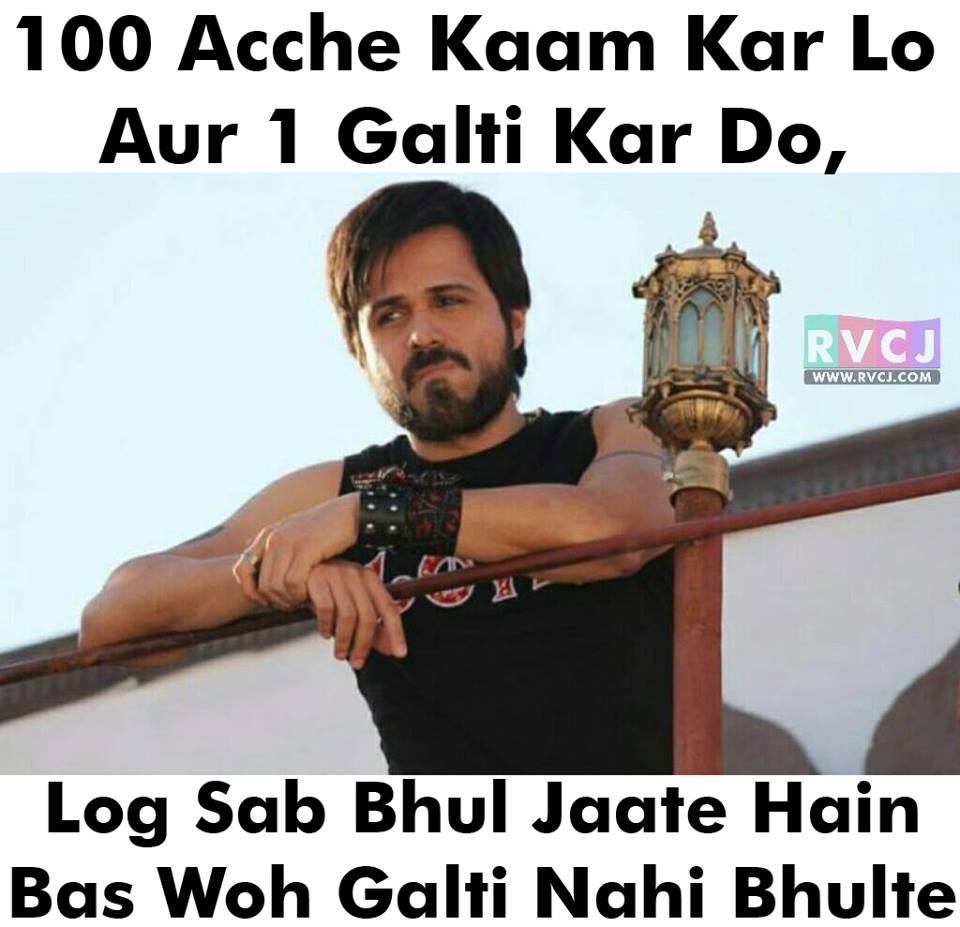 100 Acche Kaam Kar Lo
Aur 1 Galti Kar Do,
RVCJ
WWW.RVCJ.COM
Log Sab Bhul Jaate Hain
Bas Woh Galti Nahi Bhulte